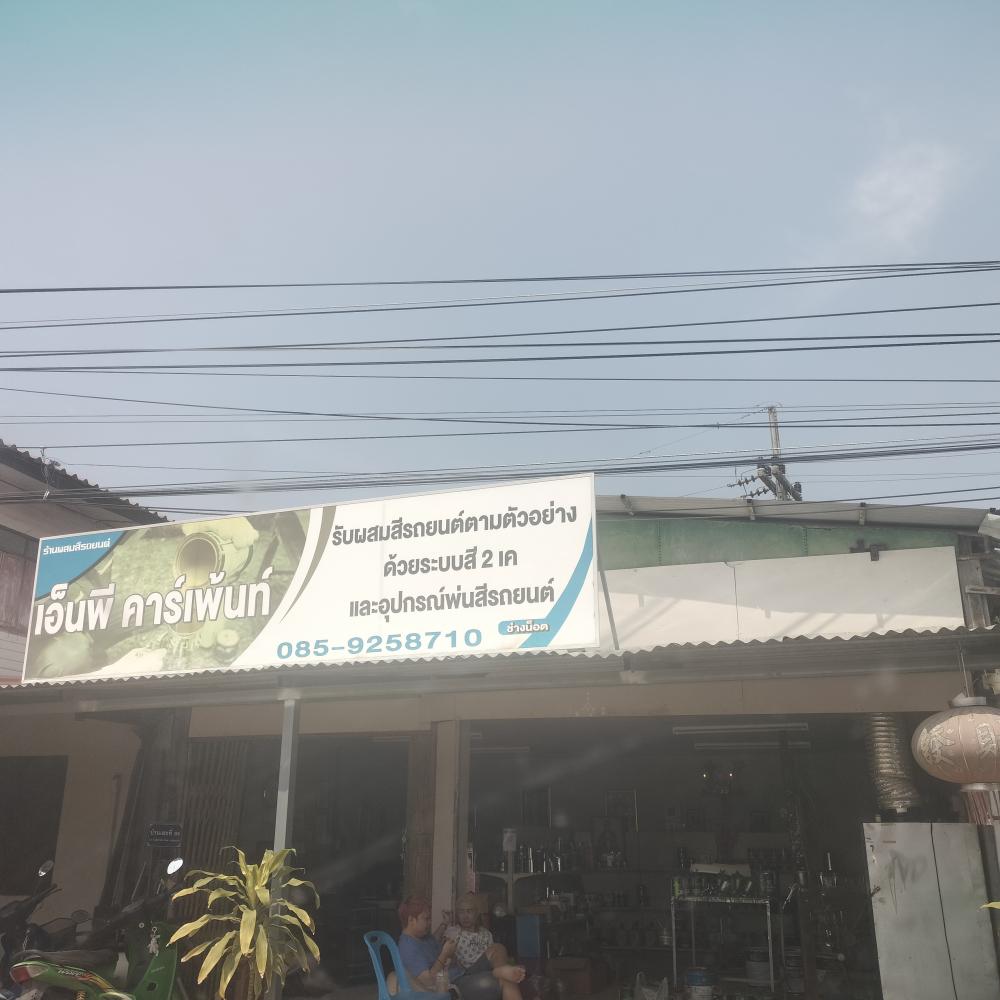 ร้านผสมสีรถยนต์
เอ็นพี คาร์เพ้นท์
รับผสมสีรถยนต์ตามตัวอย่าง
ด้วยระบบสี 2 เค
และอุปกรณ์พ่นสีรถยนต์
085-9258710 ช่างน็อต